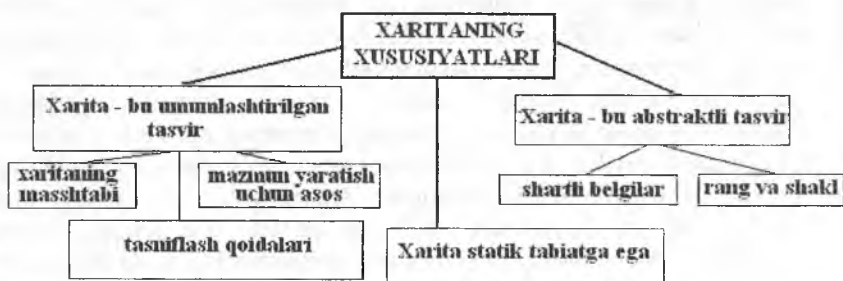 XARITANING
XUSUSIYATLARI
Xarita - bu umumlashtirilgan
tasvir
Xarita - bu abstraktli tasvir
xaritaning
masshtabi
mazmun yaratish
uchun asos
shartli belgilar
rang va shakl
tasniflash qoidalari
Xarita statik tabiatga ega